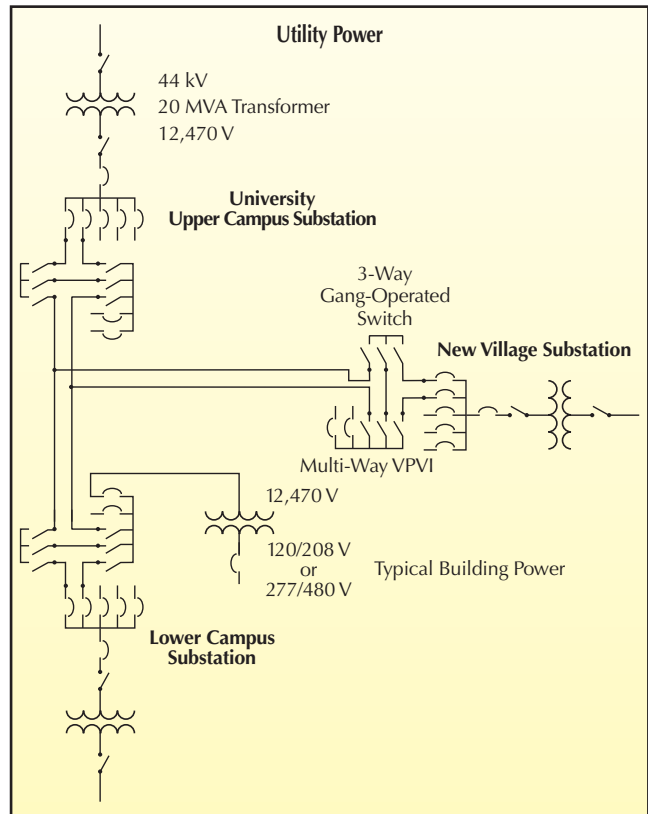 Utility Power
44 kV
20 MVA Transformer
12,470 V
University
Upper Campus Substation
3-Way
Gang-Operated
Switch
New Village Substation
Multi-Way VPVI
12,470 V
120/208 V
or
277/480 V
Typical Building Power
Lower Campus
Substation